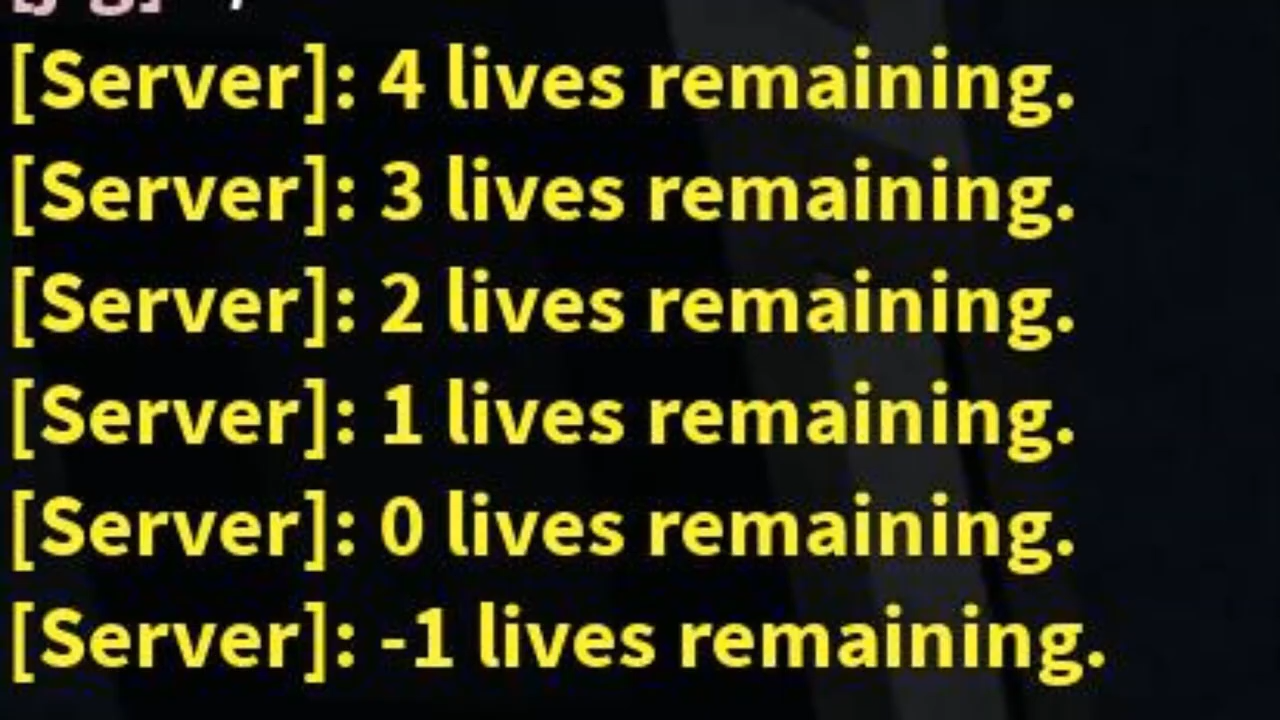 [Server]: 4 lives remaining.
[Server]: 3 lives remaining.
[Server]: 2 lives remaining.
[Server]: 1 lives remaining.
[Server]: 0 lives remaining.
[Server]: -1 lives remaining.